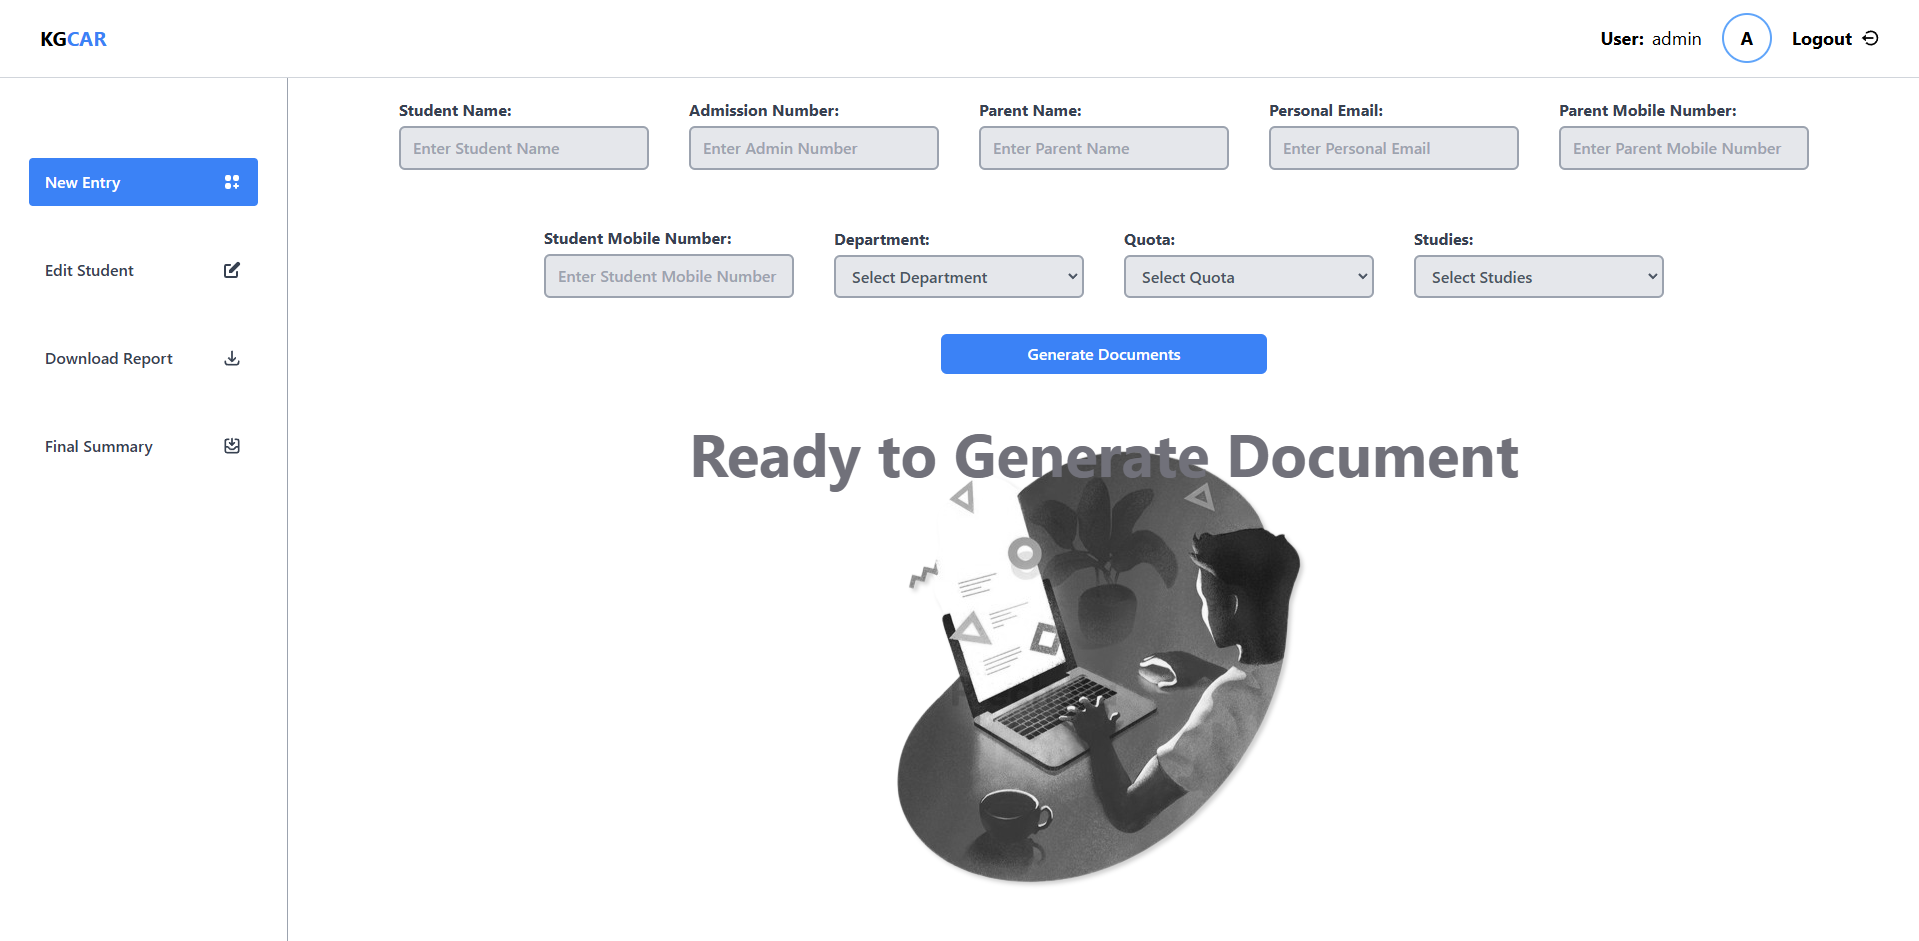 KGCAR
User: admin
A
Logout
New Entry
Edit Student
Download Report
Final Summary
Student Name:
Enter Student Name
Admission Number:
Enter Admin Number
Parent Name:
Enter Parent Name
Personal Email:
Enter Personal Email
Parent Mobile Number:
Enter Parent Mobile Number
Student Mobile Number:
Enter Student Mobile Number
Department:
Select Department
Quota:
Select Quota
Studies:
Select Studies
Generate Documents
Ready to Generate Document